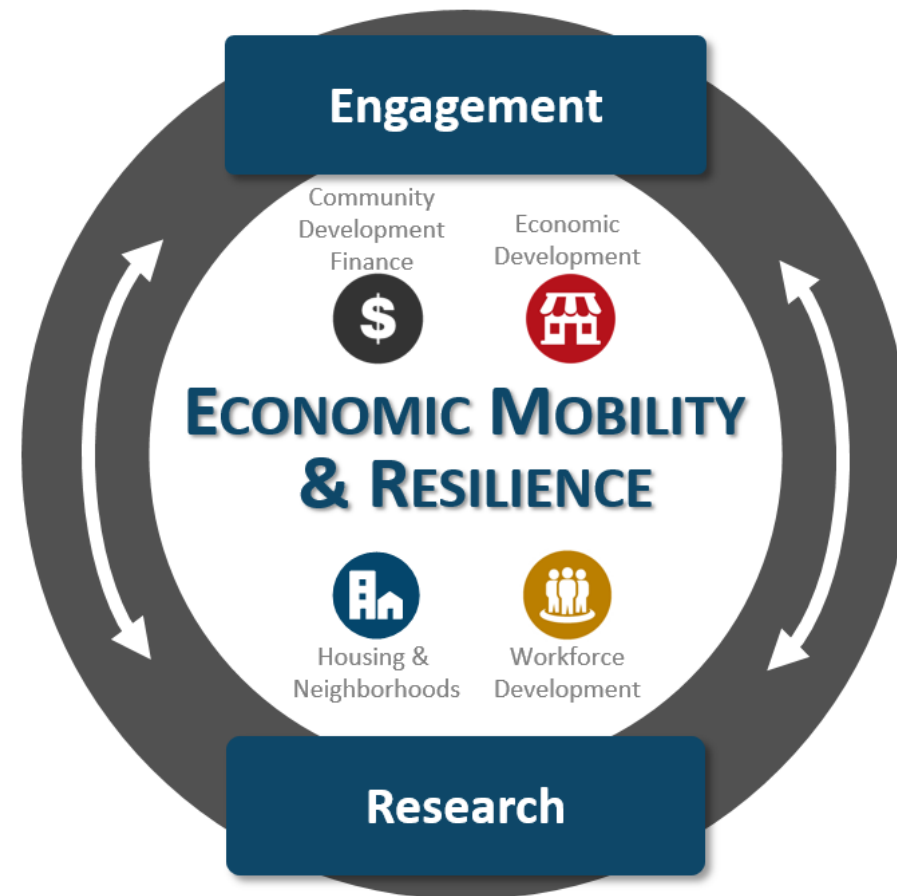 Engagement
Community
Development
Finance
Economic
Development
$
ECONOMIC MOBILITY
& RESILIENCE
Housing &
Neighborhoods
Workforce
Development
Research